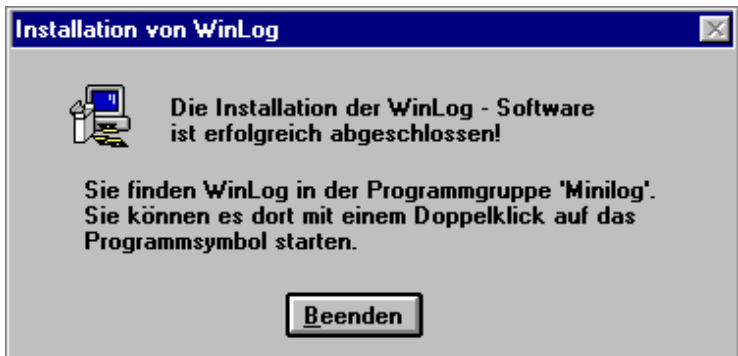 Installation von WinLog
Die Installation der WinLog - Software
ist erfolgreich abgeschlossen!
Sie finden WinLog in der Programmgruppe 'Minilog'.
Sie können es dort mit einem Doppelklick auf das
Programmsymbol starten.
Beenden